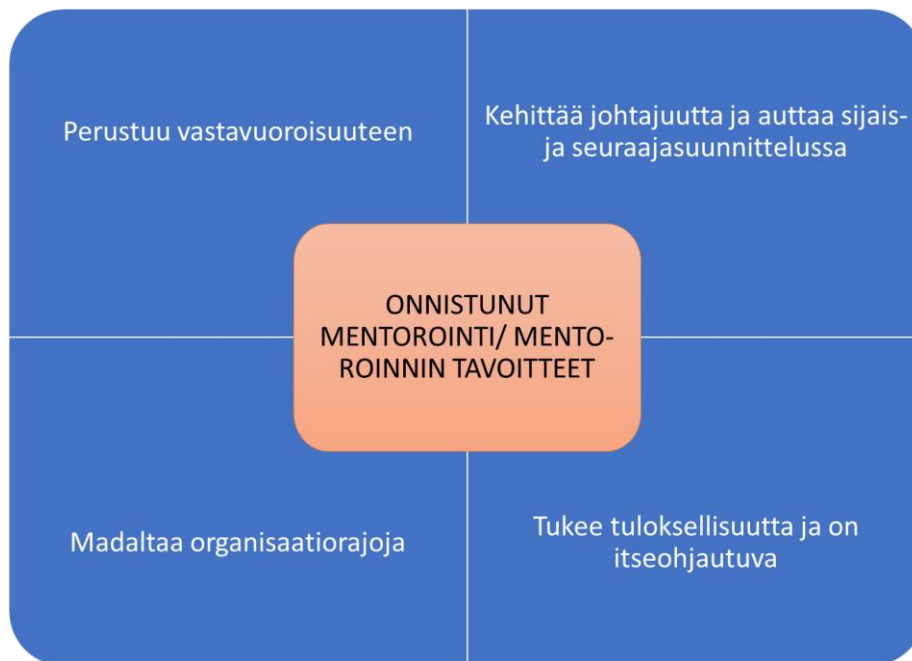 Perustuu vastavuoroisuuteen
Kehittää johtajuutta ja auttaa sijais-
ja seuraajasuunnittelussa
ONNISTUNUT
MENTOROINTI/ MENTO-
ROINNIN TAVOITTEET
Madaltaa organisaatiorajoja
Tukee tuloksellisuutta ja on
itseohjautuva